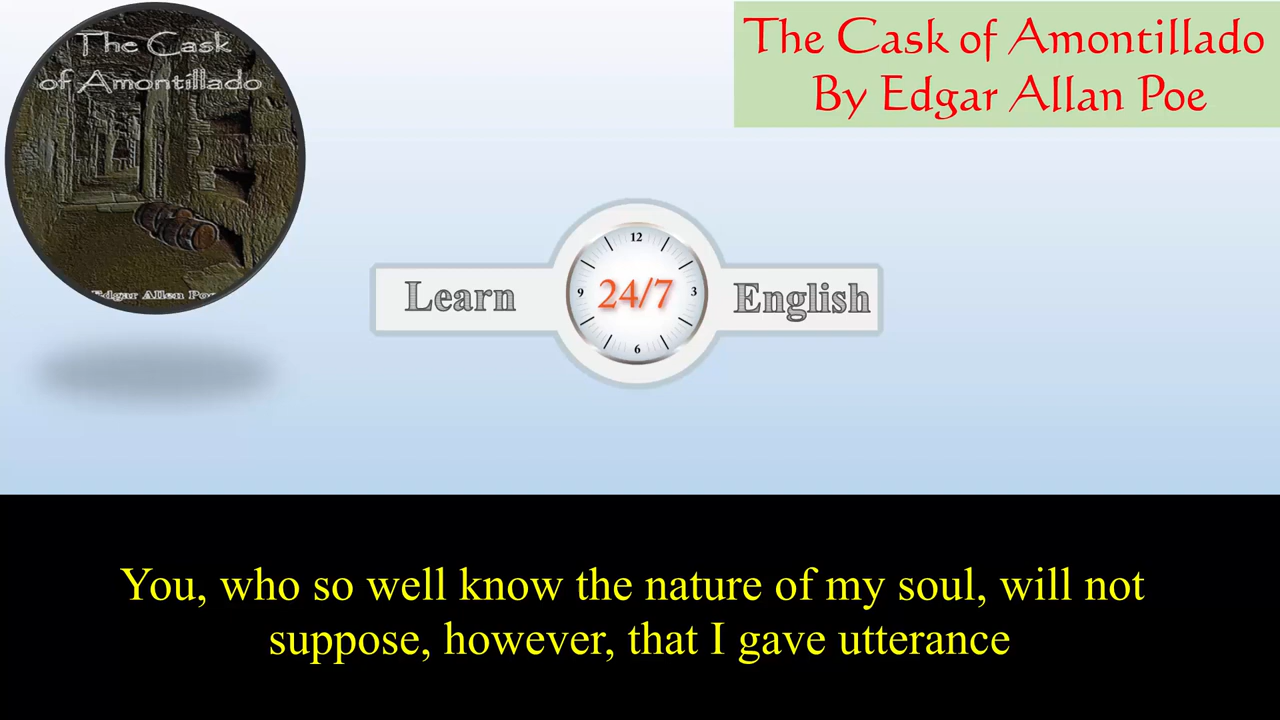 The Cask
of Amontillado
Edgar Allen Poe
The Cask of Amontillado
By Edgar Allan Poe
Learn
24/7
English
12
3
6
9
You, who so well know the nature of my soul, will not
suppose, however, that I gave utterance